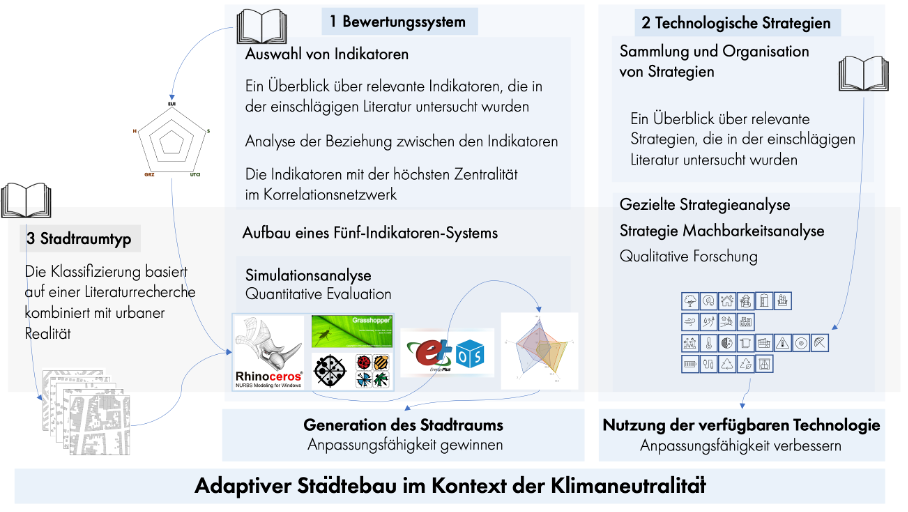 1 Bewertungssystem
Auswahl von Indikatoren
Ein Überblick über relevante Indikatoren, die in
der einschlägigen Literatur untersucht wurden
Analyse der Beziehung zwischen den Indikatoren
Die Indikatoren mit der höchsten Zentralität
im Korrelationsnetzwerk
Aufbau eines Fünf-Indikatoren-Systems
Simulationsanalyse
Quantitative Evaluation
Rhinoceros
NURBS Modeling for Windows
Grasshopper
EnergyPlus
OS
Generation des Stadtraums
Anpassungsfähigkeit gewinnen
2 Technologische Strategien
Sammlung und Organisation
von Strategien
Ein Überblick über relevante
Strategien, die in der einschlägigen
Literatur untersucht wurden
Gezielte Strategieanalyse
Strategie Machbarkeitsanalyse
Qualitative Forschung
Nutzung der verfügbaren Technologie
Anpassungsfähigkeit verbessern
EUI
H
S
GRZ
UTCI
3 Stadtraumtyp
Die Klassifizierung basiert
auf einer Literaturrecherche
kombiniert mit urbaner
Realität
Adaptiver Städtebau im Kontext der Klimaneutralität